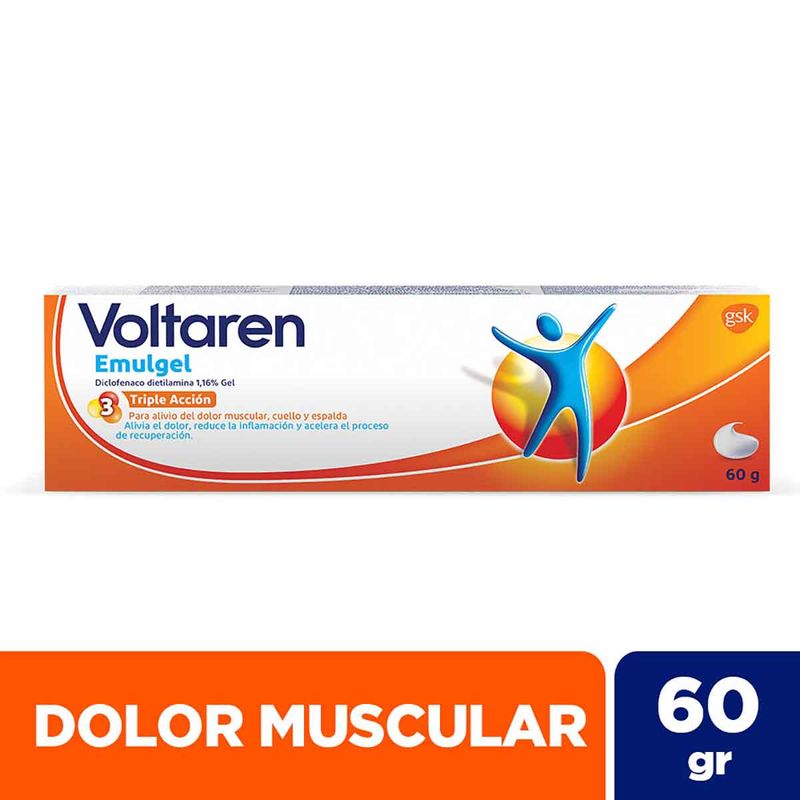 Voltaren
Emulgel
Diclofenaco dietilamina 1,16% Gel
3 Triple Acción
Para alivio del dolor muscular, cuello y espalda
Alivia el dolor, reduce la inflamación y acelera el proceso
de recuperación.
gsk
60 g
DOLOR MUSCULAR
60
gr